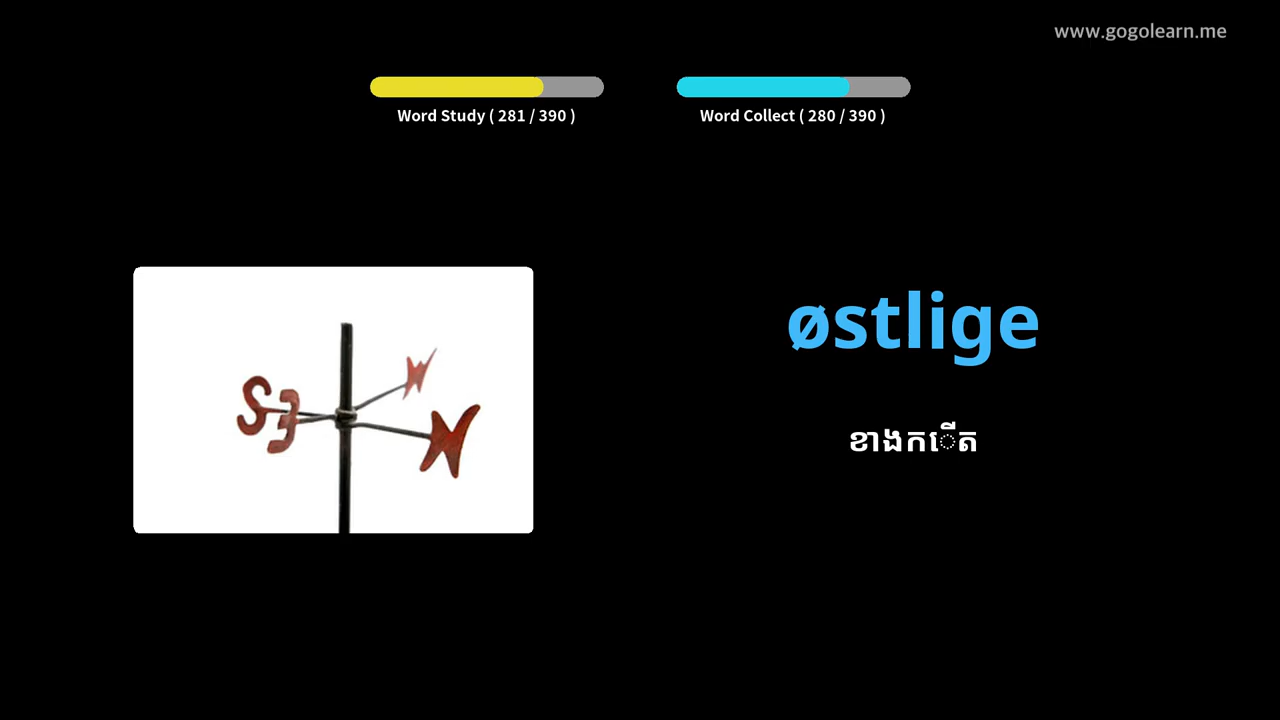 www.gogolearn.me
Word Study ( 281 / 390 )
Word Collect ( 280 / 390 )
østlige
S E N W
ខាងកើត